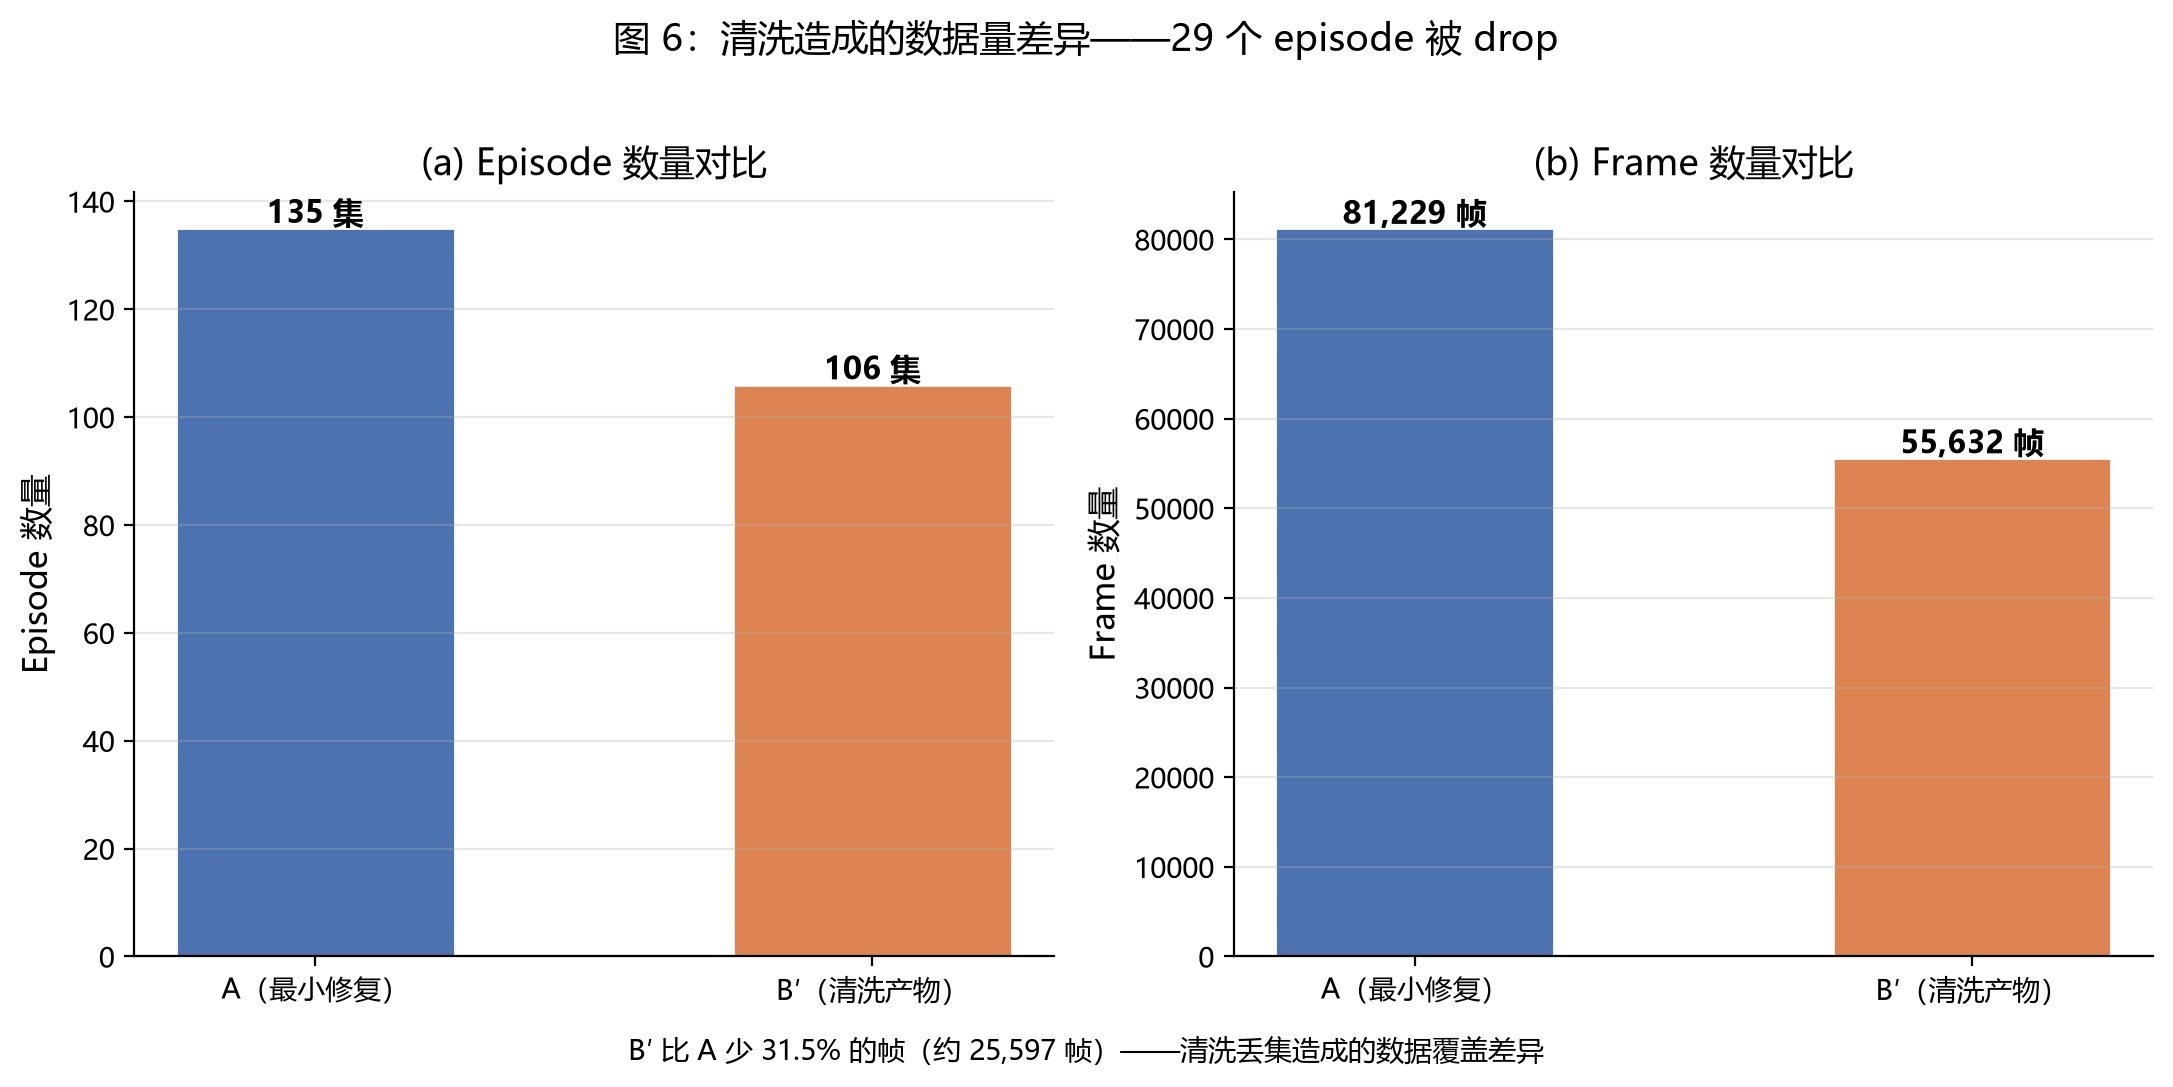 图 6：清洗造成的数据量差异——29 个 episode 被 drop
(a) Episode 数量对比
Episode 数量
140
120
100
80
60
40
20
0
135 集
106 集
A（最小修复）
B′（清洗产物）
(b) Frame 数量对比
Frame 数量
80000
70000
60000
50000
40000
30000
20000
10000
0
81,229 帧
55,632 帧
A（最小修复）
B′（清洗产物）
B′ 比 A 少 31.5% 的帧（约 25,597 帧）——清洗丢集造成的数据覆盖差异